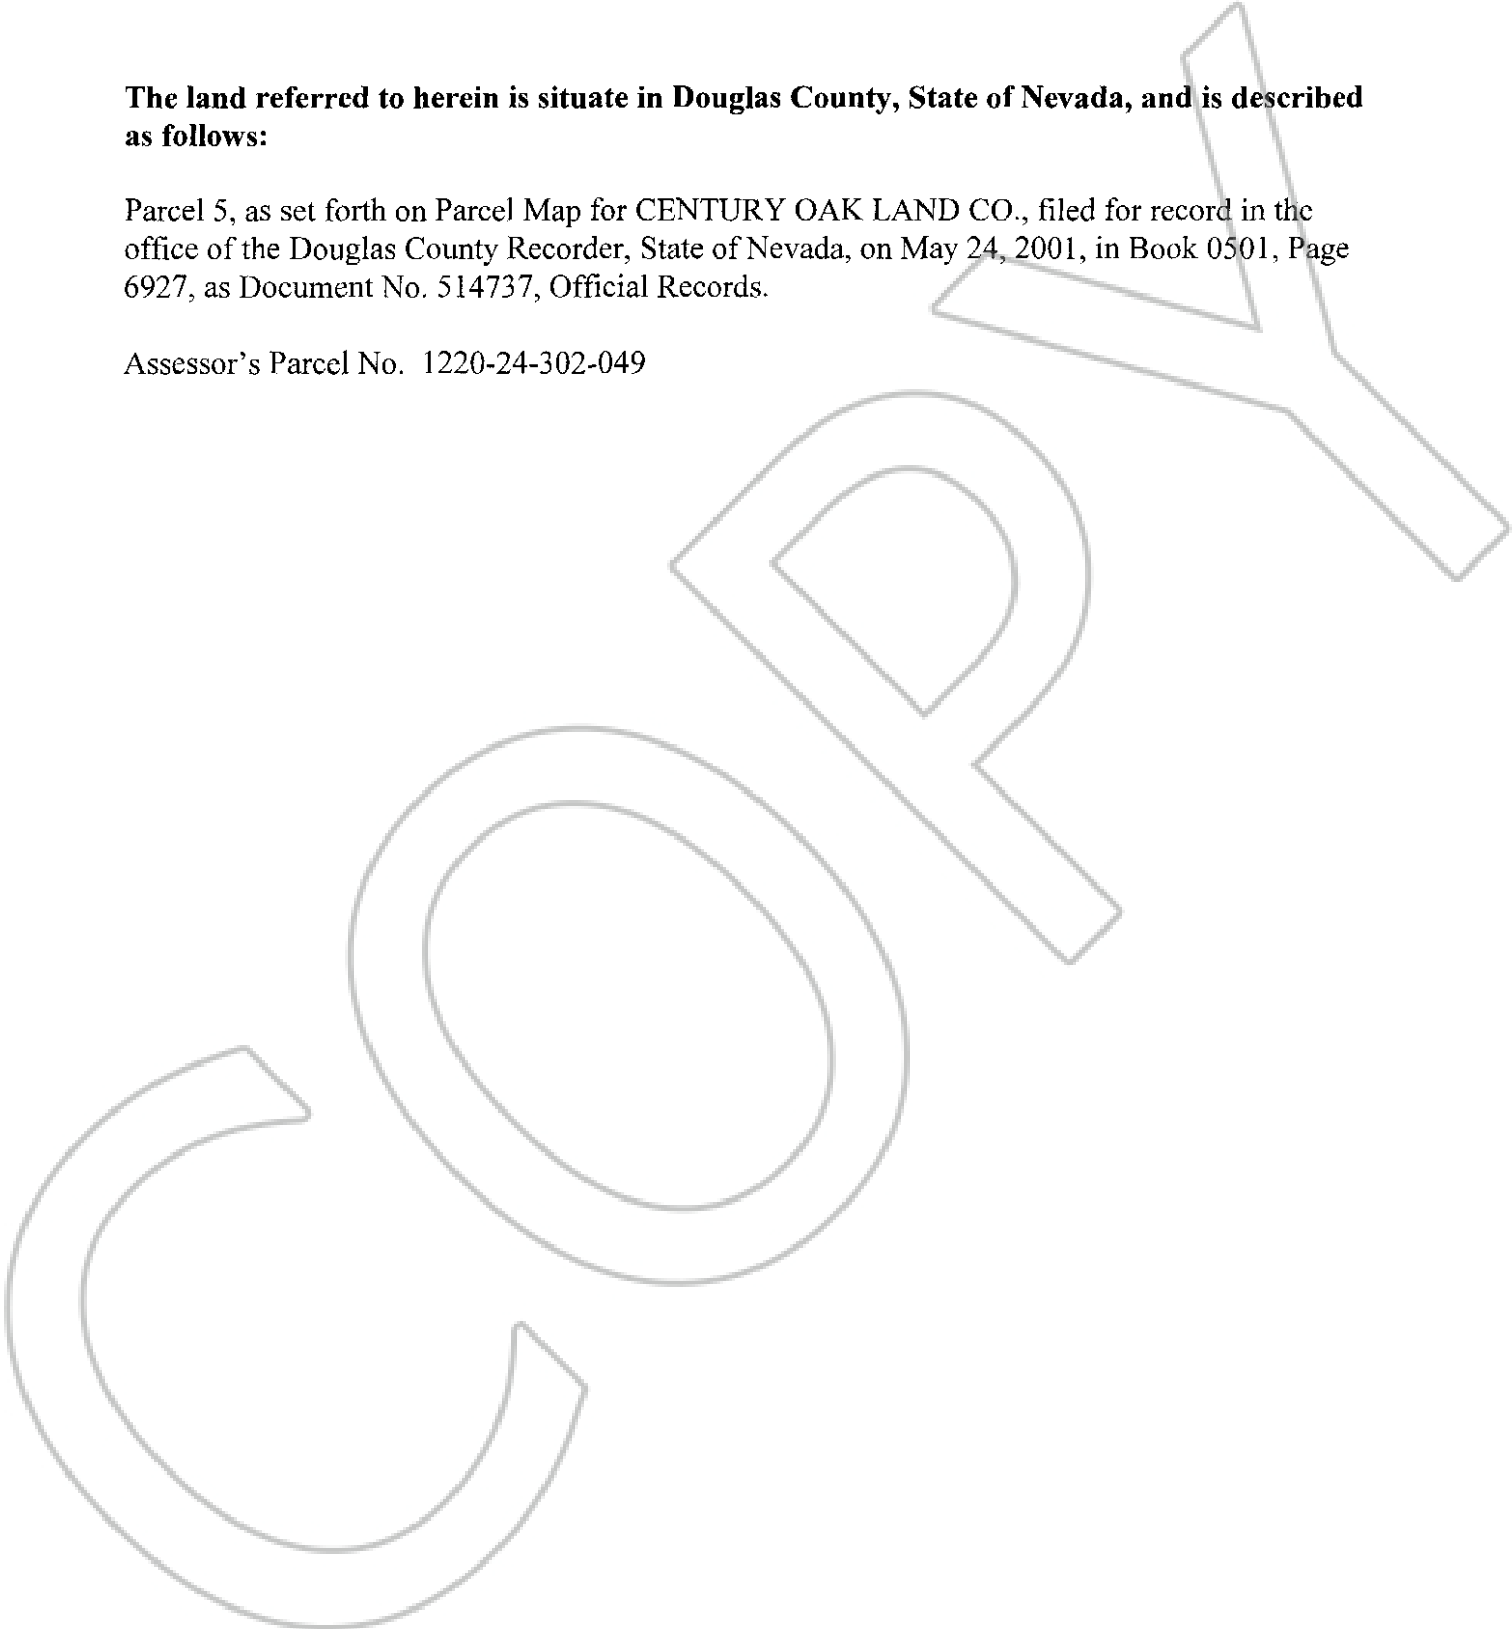 The land referred to herein is situate in Douglas County, State of Nevada, and is described
as follows:
Parcel 5, as set forth on Parcel Map for CENTURY OAK LAND CO., filed for record in the
office of the Douglas County Recorder, State of Nevada, on May 24, 2001, in Book 0501, Page
6927, as Document No. 514737, Official Records.
Assessor's Parcel No. 1220-24-302-049
COPY